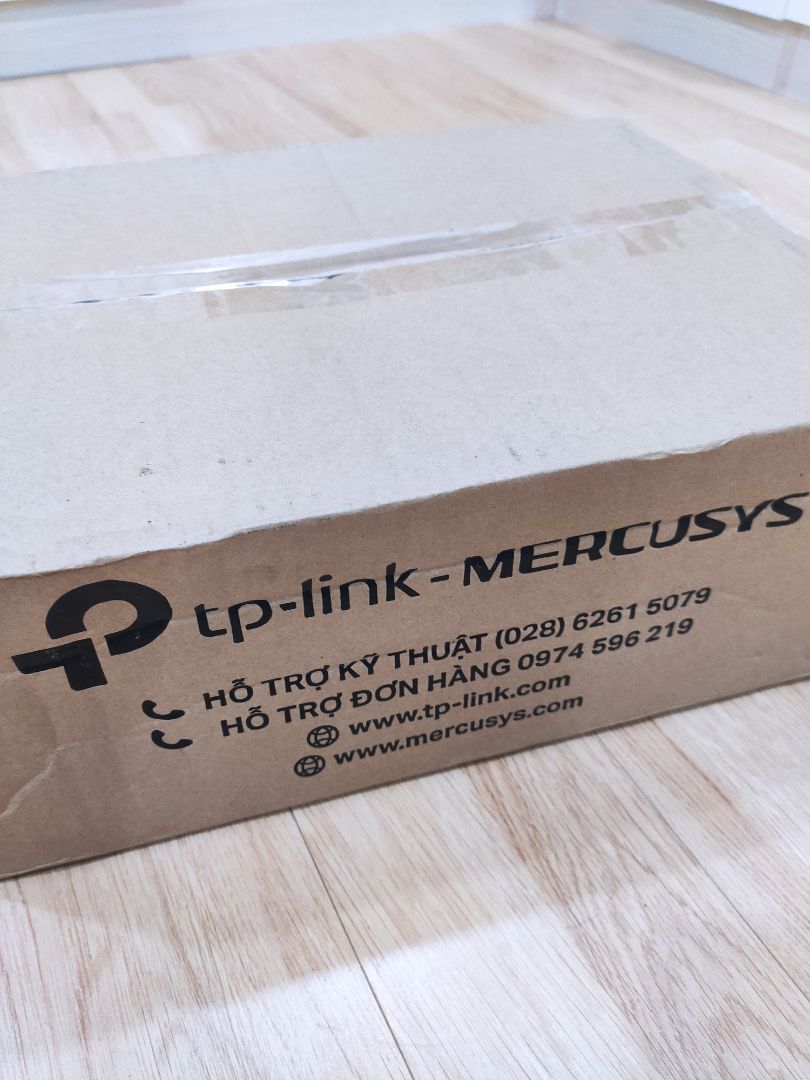 tp-link - MERCUSYS
HỖ TRỢ KỸ THUẬT (028) 6261 5079
HỖ TRỢ ĐƠN HÀNG 0974 596 219
www.tp-link.com
www.mercusys.com